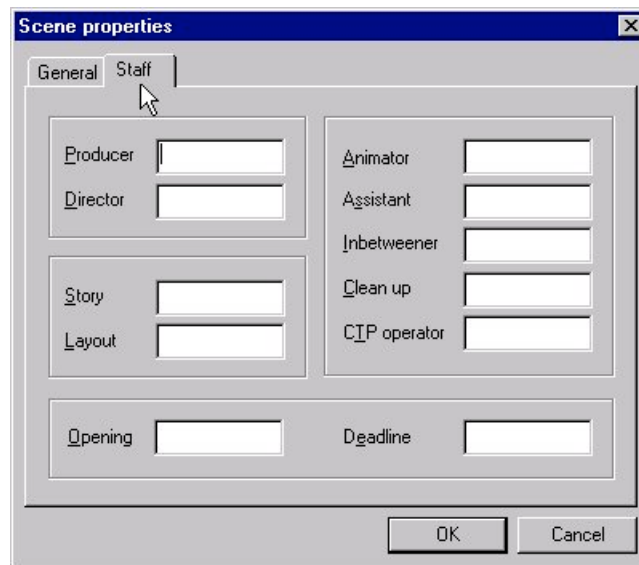 Scene properties
General
Staff
Producer
Director
Story
Layout
Animator
Assistant
Inbetweener
Clean up
CTP operator
Opening
Deadline
OK
Cancel